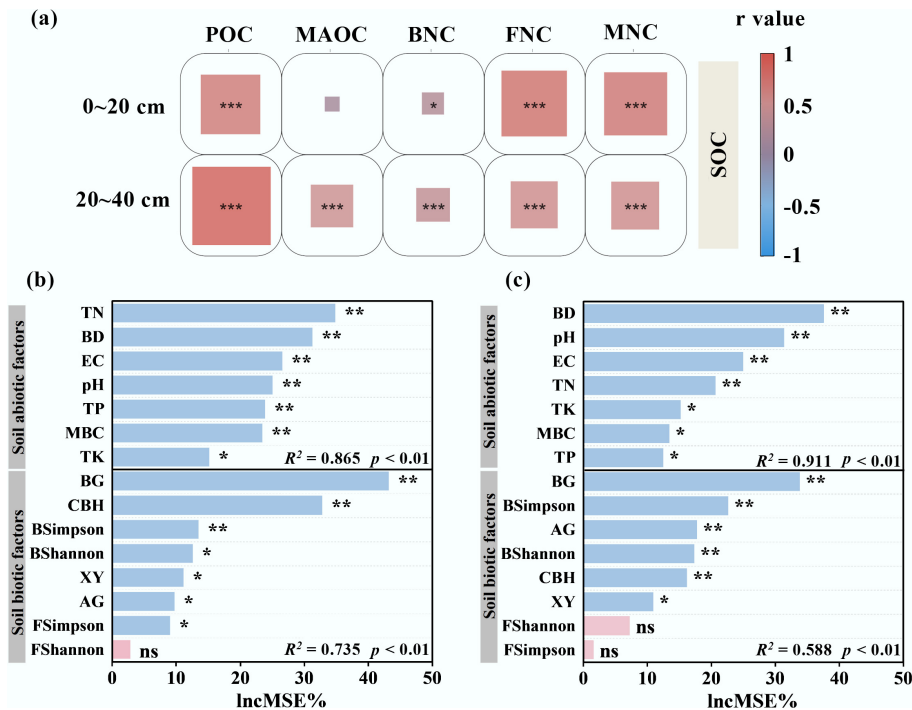 (a)
r value
POC MAOC BNC FNC MNC
0~20 cm
*** * *** ***
20~40 cm
*** *** *** *** ***
SOC
1
0.5
0
-0.5
-1
(b)
Soil abiotic factors
TN **
BD **
EC **
pH **
TP **
MBC **
TK *
R² = 0.865 p < 0.01
Soil biotic factors
BG **
CBH **
BSimpson **
BShannon *
XY *
AG *
FSimpson *
FShannon ns
R² = 0.735 p < 0.01
0 10 20 30 40 50
lncMSE%
(c)
Soil abiotic factors
BD **
pH **
EC **
TN **
TK *
MBC *
TP *
R² = 0.911 p < 0.01
Soil biotic factors
BG **
BSimpson **
AG **
BShannon **
CBH **
XY *
FShannon ns
FSimpson ns
R² = 0.588 p < 0.01
0 10 20 30 40 50
lncMSE%